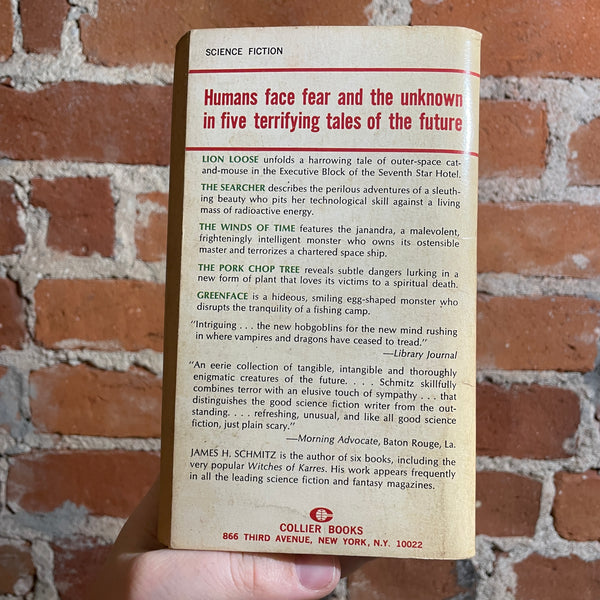 SCIENCE FICTION
Humans face fear and the unknown
in five terrifying tales of the future
LION LOOSE unfolds a harrowing tale of outer-space cat-
and-mouse in the Executive Block of the Seventh Star Hotel.
THE SEARCHER describes the perilous adventures of a sleuth-
ing beauty who pits her technological skill against a living
mass of radioactive energy.
THE WINDS OF TIME features the janandra, a malevolent,
frighteningly intelligent monster who owns its ostensible
master and terrorizes a chartered space ship.
THE PORK CHOP TREE reveals subtle dangers lurking in a
new form of plant that loves its victims to a spiritual death.
GREENFACE is a hideous, smiling egg-shaped monster who
disrupts the tranquility of a fishing camp.
"Intriguing . . . the new hobgoblins for the new mind rushing
in where vampires and dragons have ceased to tread."
—Library Journal
"An eerie collection of tangible, intangible and thoroughly
enigmatic creatures of the future. . . . Schmitz skillfully
combines terror with an elusive touch of sympathy . . . that
distinguishes the good science fiction writer from the out-
standing. . . . refreshing, unusual, and like all good science
fiction, just plain scary."
—Morning Advocate, Baton Rouge, La.
JAMES H. SCHMITZ is the author of six books, including the
very popular Witches of Karres. His work appears frequently
in all the leading science fiction and fantasy magazines.
COLLIER BOOKS
866 THIRD AVENUE, NEW YORK, N.Y. 10022